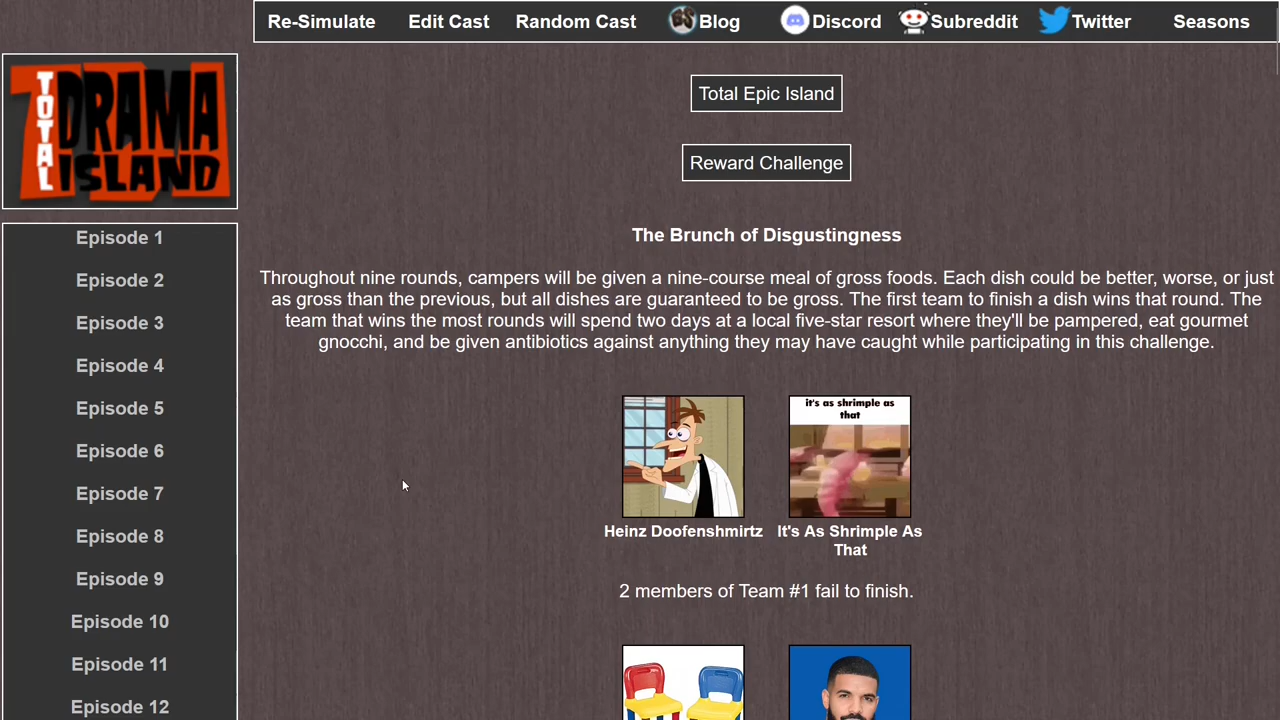 Re-Simulate Edit Cast Random Cast Blog Discord Subreddit Twitter Seasons
TOTAL
DRAMA
ISLAND
Episode 1
Episode 2
Episode 3
Episode 4
Episode 5
Episode 6
Episode 7
Episode 8
Episode 9
Episode 10
Episode 11
Episode 12
Total Epic Island
Reward Challenge
The Brunch of Disgustingness
Throughout nine rounds, campers will be given a nine-course meal of gross foods. Each dish could be better, worse, or just
as gross than the previous, but all dishes are guaranteed to be gross. The first team to finish a dish wins that round. The
team that wins the most rounds will spend two days at a local five-star resort where they'll be pampered, eat gourmet
gnocchi, and be given antibiotics against anything they may have caught while participating in this challenge.
it's as shrimple as
that
Heinz Doofenshmirtz
It's As Shrimple As
That
2 members of Team #1 fail to finish.